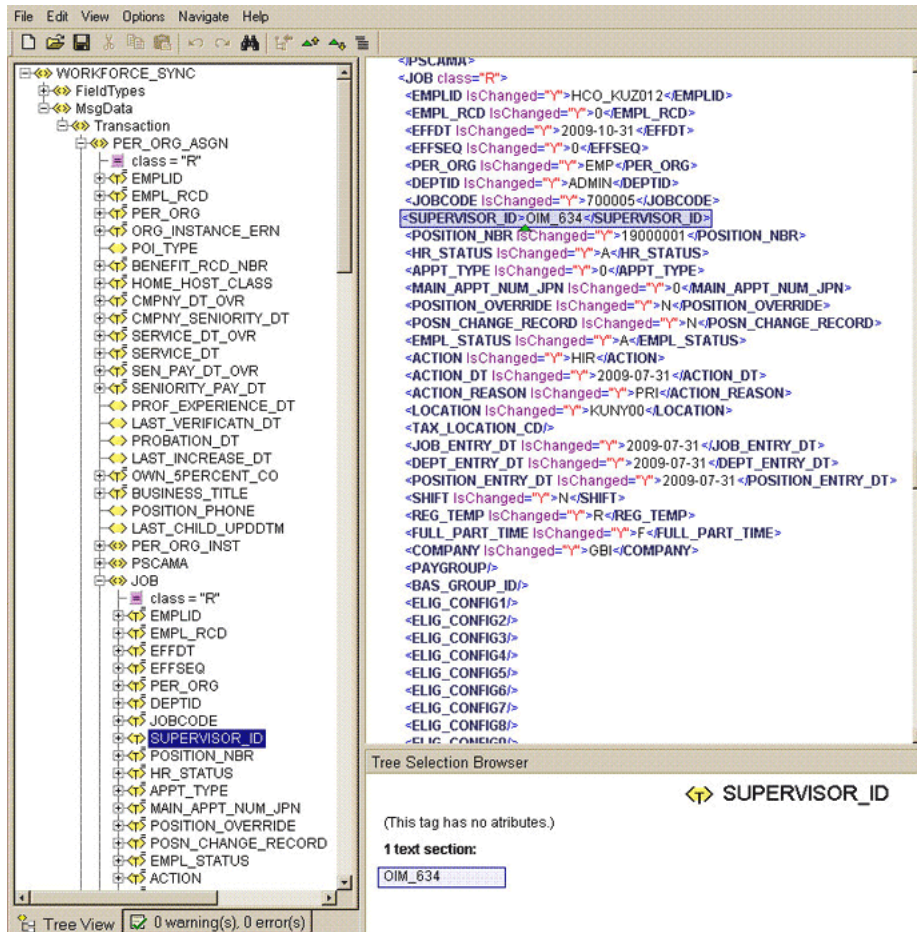 File Edit View Options Navigate Help
WORKFORCE_SYNC
FieldTypes
MsgData
Transaction
PER_ORG_ASGN
class = "R"
EMPLID
EMPL_RCD
PER_ORG
ORG_INSTANCE_ERN
POI_TYPE
BENEFIT_RCD_NBR
HOME_HOST_CLASS
CMPNY_DT_OVR
CMPNY_SENIORITY_DT
SERVICE_DT_OVR
SERVICE_DT
SEN_PAY_DT_OVR
SENIORITY_PAY_DT
PROF_EXPERIENCE_DT
LAST_VERIFICATN_DT
PROBATION_DT
LAST_INCREASE_DT
OWN_5PERCENT_CO
BUSINESS_TITLE
POSITION_PHONE
LAST_CHILD_UPDDTM
PER_ORG_INST
PSCAMA
JOB
class = "R"
EMPLID
EMPL_RCD
EFFDT
EFFSEQ
PER_ORG
DEPTID
JOBCODE
SUPERVISOR_ID
POSITION_NBR
HR_STATUS
APPT_TYPE
MAIN_APPT_NUM_JPN
POSITION_OVERRIDE
POSN_CHANGE_RECORD
EMPL_STATUS
ACTION
Tree View 0 warning(s), 0 error(s)
</PSCAMA>
<JOB class="R">
<EMPLID IsChanged="Y">HCO_KUZ012</EMPLID>
<EMPL_RCD IsChanged="Y">0</EMPL_RCD>
<EFFDT IsChanged="Y">2009-10-31</EFFDT>
<EFFSEQ IsChanged="Y">0</EFFSEQ>
<PER_ORG IsChanged="Y">EMP</PER_ORG>
<DEPTID IsChanged="Y">ADMIN</DEPTID>
<JOBCODE IsChanged="Y">700005</JOBCODE>
<SUPERVISOR_ID>OIM_634</SUPERVISOR_ID>
<POSITION_NBR IsChanged="Y">19000001</POSITION_NBR>
<HR_STATUS IsChanged="Y">A</HR_STATUS>
<APPT_TYPE IsChanged="Y">0</APPT_TYPE>
<MAIN_APPT_NUM_JPN IsChanged="Y">0</MAIN_APPT_NUM_JPN>
<POSITION_OVERRIDE IsChanged="Y">N</POSITION_OVERRIDE>
<POSN_CHANGE_RECORD IsChanged="Y">N</POSN_CHANGE_RECORD>
<EMPL_STATUS IsChanged="Y">A</EMPL_STATUS>
<ACTION IsChanged="Y">HIR</ACTION>
<ACTION_DT IsChanged="Y">2009-07-31</ACTION_DT>
<ACTION_REASON IsChanged="Y">PRI</ACTION_REASON>
<LOCATION IsChanged="Y">KUNY00</LOCATION>
<TAX_LOCATION_CD/>
<JOB_ENTRY_DT IsChanged="Y">2009-07-31</JOB_ENTRY_DT>
<DEPT_ENTRY_DT IsChanged="Y">2009-07-31</DEPT_ENTRY_DT>
<POSITION_ENTRY_DT IsChanged="Y">2009-07-31</POSITION_ENTRY_DT>
<SHIFT IsChanged="Y">N</SHIFT>
<REG_TEMP IsChanged="Y">R</REG_TEMP>
<FULL_PART_TIME IsChanged="Y">F</FULL_PART_TIME>
<COMPANY IsChanged="Y">GBI</COMPANY>
<PAYGROUP/>
<BAS_GROUP_ID/>
<ELIG_CONFIG1/>
<ELIG_CONFIG2/>
<ELIG_CONFIG3/>
<ELIG_CONFIG4/>
<ELIG_CONFIG5/>
<ELIG_CONFIG6/>
<ELIG_CONFIG7/>
<ELIG_CONFIG8/>
<ELIG_CONFIG9/>
Tree Selection Browser
<T> SUPERVISOR_ID
(This tag has no atributes.)
1 text section:
OIM_634